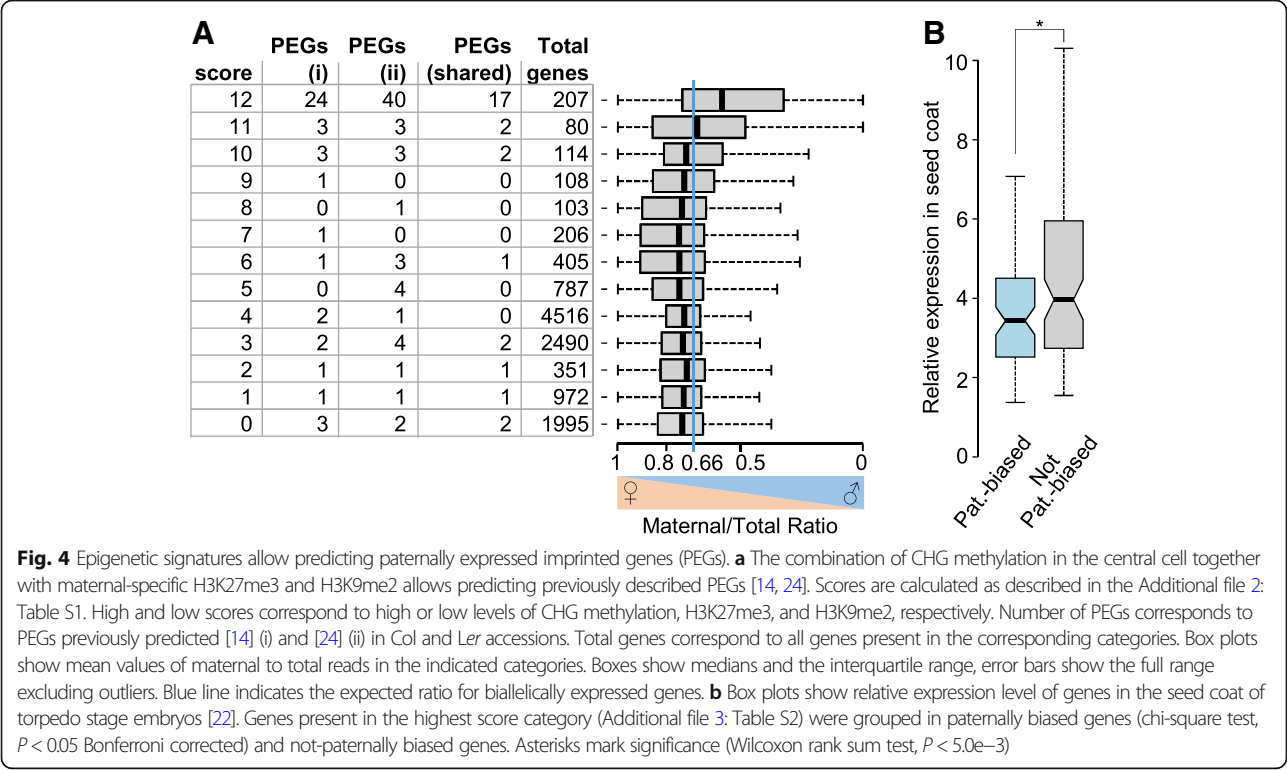 A
B
PEGs PEGs PEGs Total
score (i) (ii) (shared) genes
12 24 40 17 207
11 3 3 2 80
10 3 3 2 114
9 1 0 0 108
8 0 1 0 103
7 1 0 0 206
6 1 3 1 405
5 0 4 0 787
4 2 1 0 4516
3 2 4 2 2490
2 1 1 1 351
1 1 1 1 972
0 3 2 2 1995
1 0.8 0.66 0.5 0
♀ ♂
Maternal/Total Ratio
*
Relative expression in seed coat
10
8
6
4
2
0
Pat.-biased
Not
Pat.-biased
Fig. 4 Epigenetic signatures allow predicting paternally expressed imprinted genes (PEGs). a The combination of CHG methylation in the central cell together
with maternal-specific H3K27me3 and H3K9me2 allows predicting previously described PEGs [14, 24]. Scores are calculated as described in the Additional file 2:
Table S1. High and low scores correspond to high or low levels of CHG methylation, H3K27me3, and H3K9me2, respectively. Number of PEGs corresponds to
PEGs previously predicted [14] (i) and [24] (ii) in Col and Ler accessions. Total genes correspond to all genes present in the corresponding categories. Box plots
show mean values of maternal to total reads in the indicated categories. Boxes show medians and the interquartile range, error bars show the full range
excluding outliers. Blue line indicates the expected ratio for biallelically expressed genes. b Box plots show relative expression level of genes in the seed coat of
torpedo stage embryos [22]. Genes present in the highest score category (Additional file 3: Table S2) were grouped in paternally biased genes (chi-square test,
P < 0.05 Bonferroni corrected) and not-paternally biased genes. Asterisks mark significance (Wilcoxon rank sum test, P < 5.0e−3)